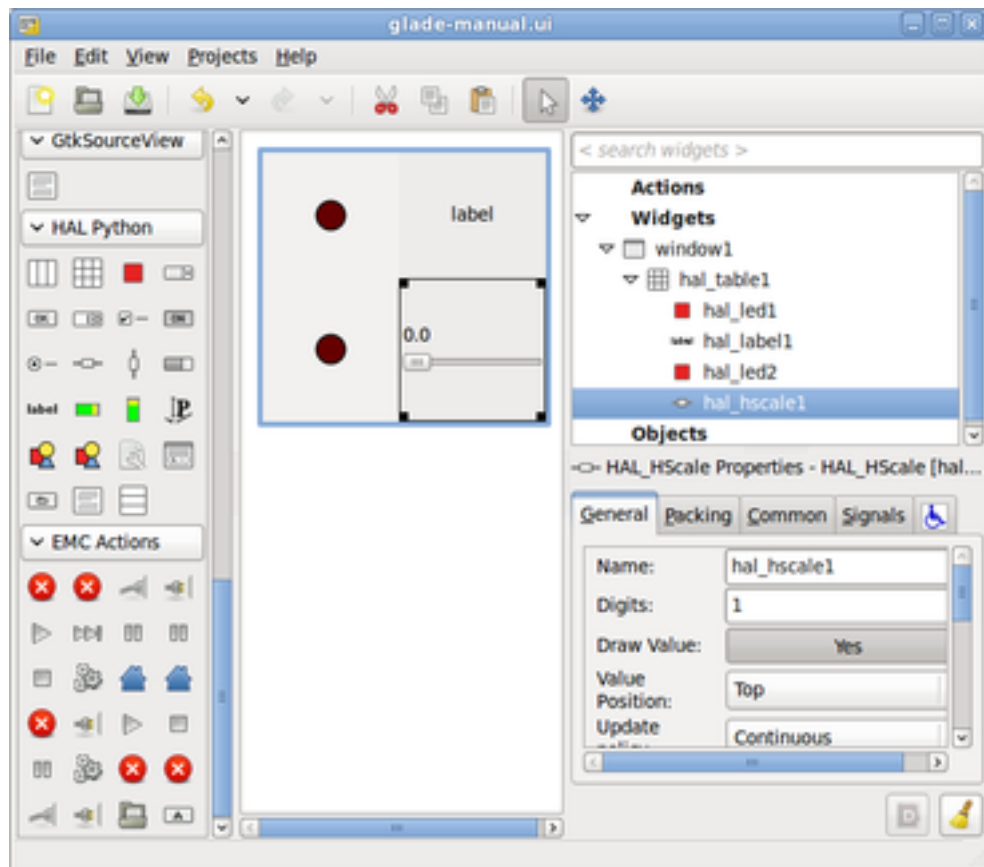 glade-manual.ui
File Edit View Projects Help
GtkSourceView
HAL Python
label
EMC Actions
label
0.0
< search widgets >
Actions
Widgets
window1
hal_table1
hal_led1
label hal_label1
hal_led2
hal_hscale1
Objects
HAL_HScale Properties - HAL_HScale [hal...
General Packing Common Signals
Name: hal_hscale1
Digits: 1
Draw Value: Yes
Value
Position: Top
Update
Continuous